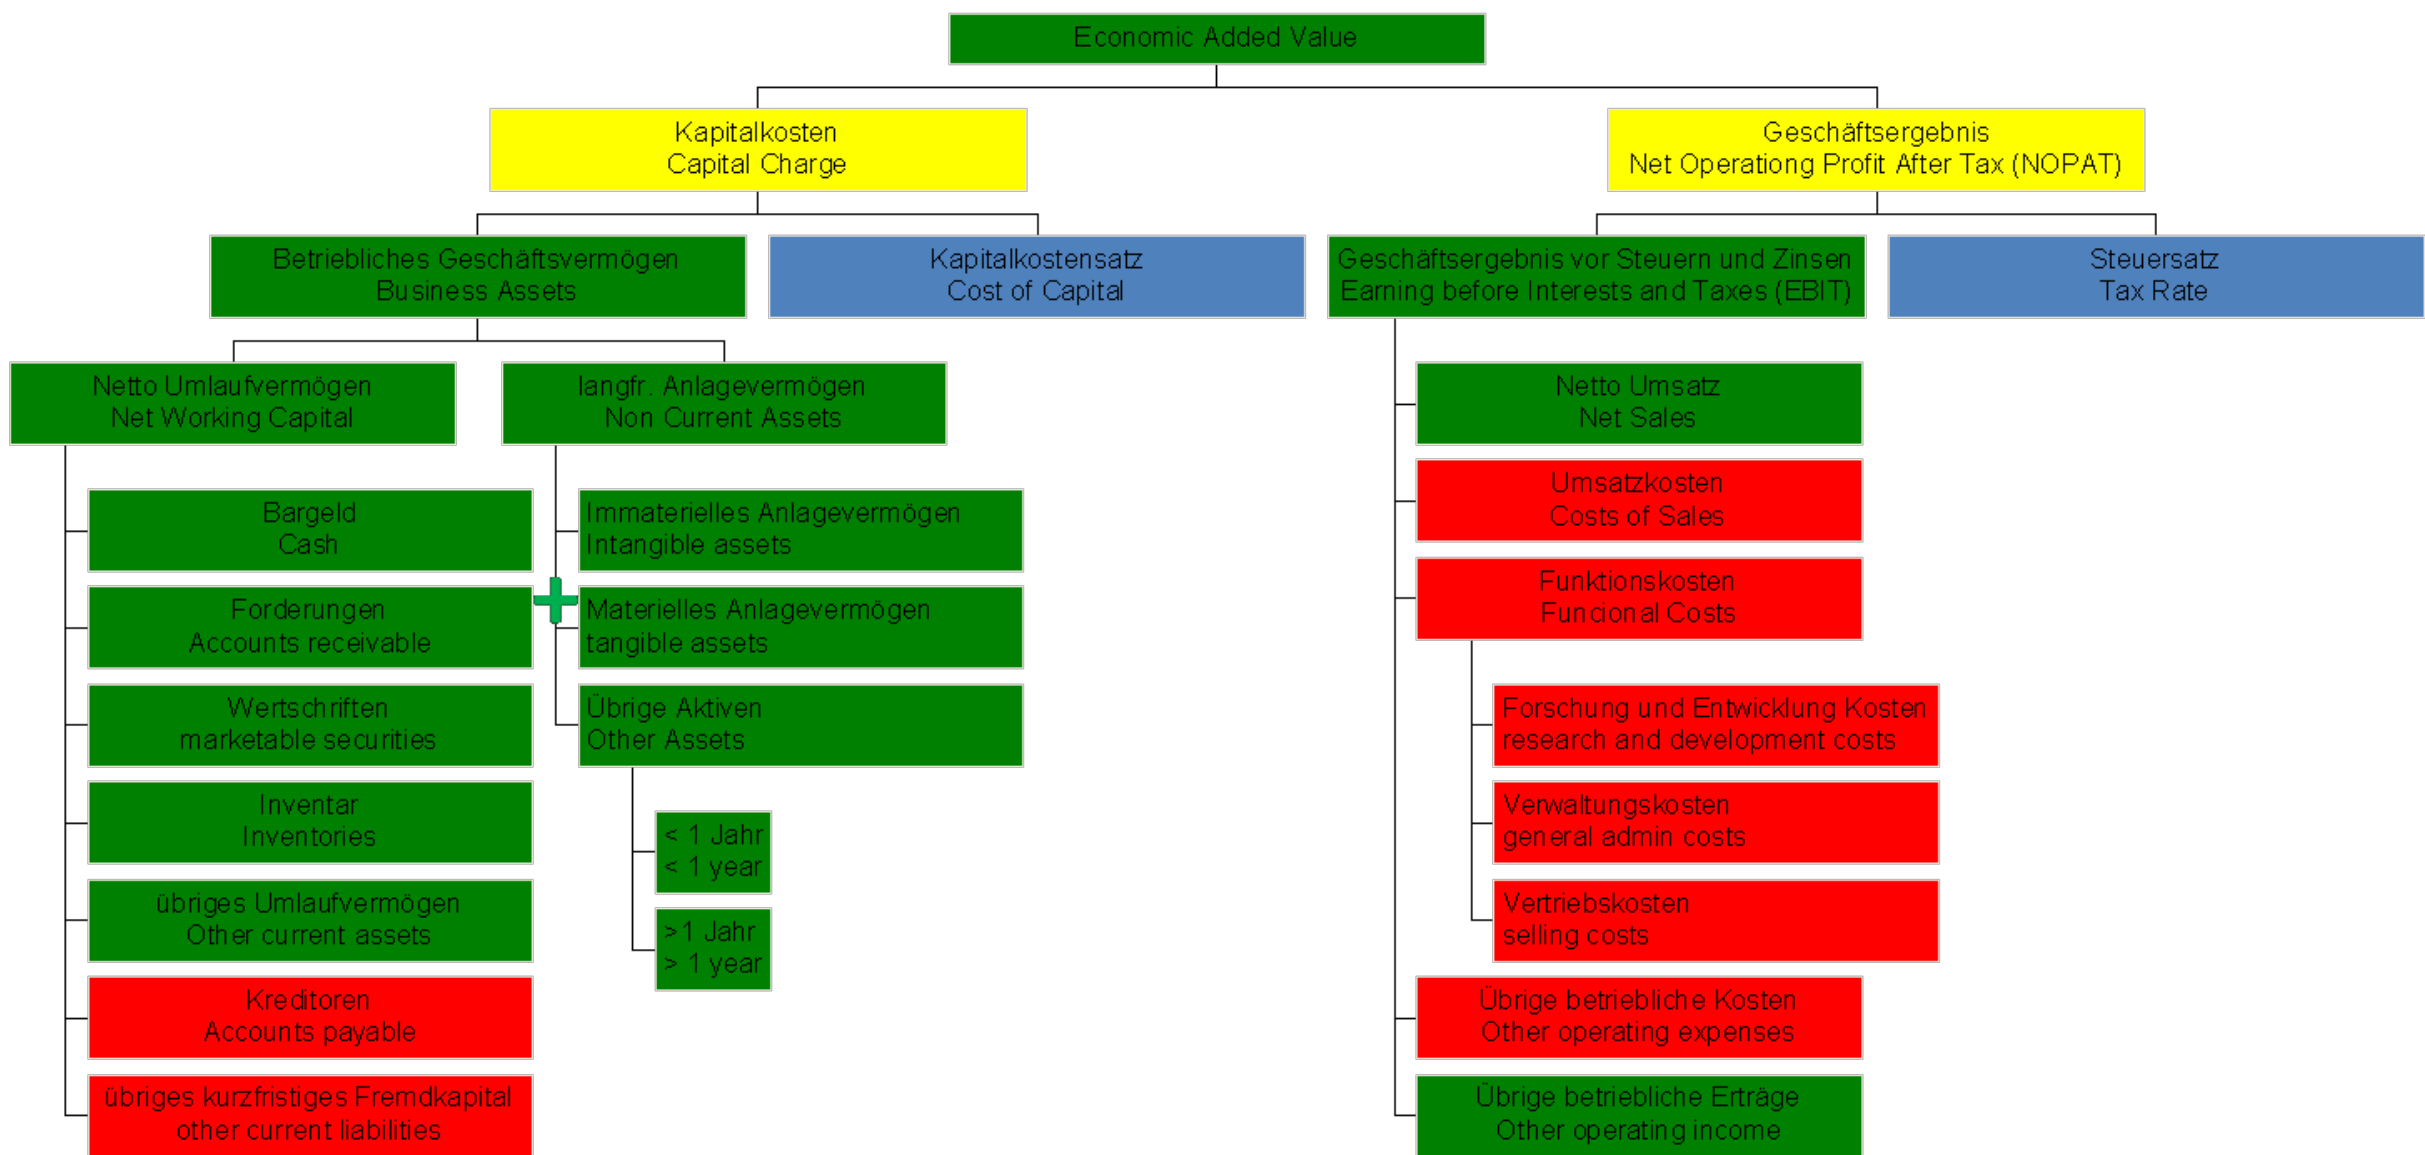 Economic Added Value
Kapitalkosten
Capital Charge
Geschäftsergebnis
Net Operationg Profit After Tax (NOPAT)
Betriebliches Geschäftsvermögen
Business Assets
Kapitalkostensatz
Cost of Capital
Geschäftsergebnis vor Steuern und Zinsen
Earning before Interests and Taxes (EBIT)
Steuersatz
Tax Rate
Netto Umlaufvermögen
Net Working Capital
langfr. Anlagevermögen
Non Current Assets
Netto Umsatz
Net Sales
Umsatzkosten
Costs of Sales
Bargeld
Cash
Immaterielles Anlagevermögen
Intangible assets
Funktionskosten
Funcional Costs
Forderungen
Accounts receivable
Materielles Anlagevermögen
tangible assets
Wertschriften
marketable securities
Übrige Aktiven
Other Assets
Forschung und Entwicklung Kosten
research and development costs
Inventar
Inventories
< 1 Jahr
< 1 year
Verwaltungskosten
general admin costs
übriges Umlaufvermögen
Other current assets
>1 Jahr
> 1 year
Vertriebskosten
selling costs
Kreditoren
Accounts payable
Übrige betriebliche Kosten
Other operating expenses
übriges kurzfristiges Fremdkapital
other current liabilities
Übrige betriebliche Erträge
Other operating income